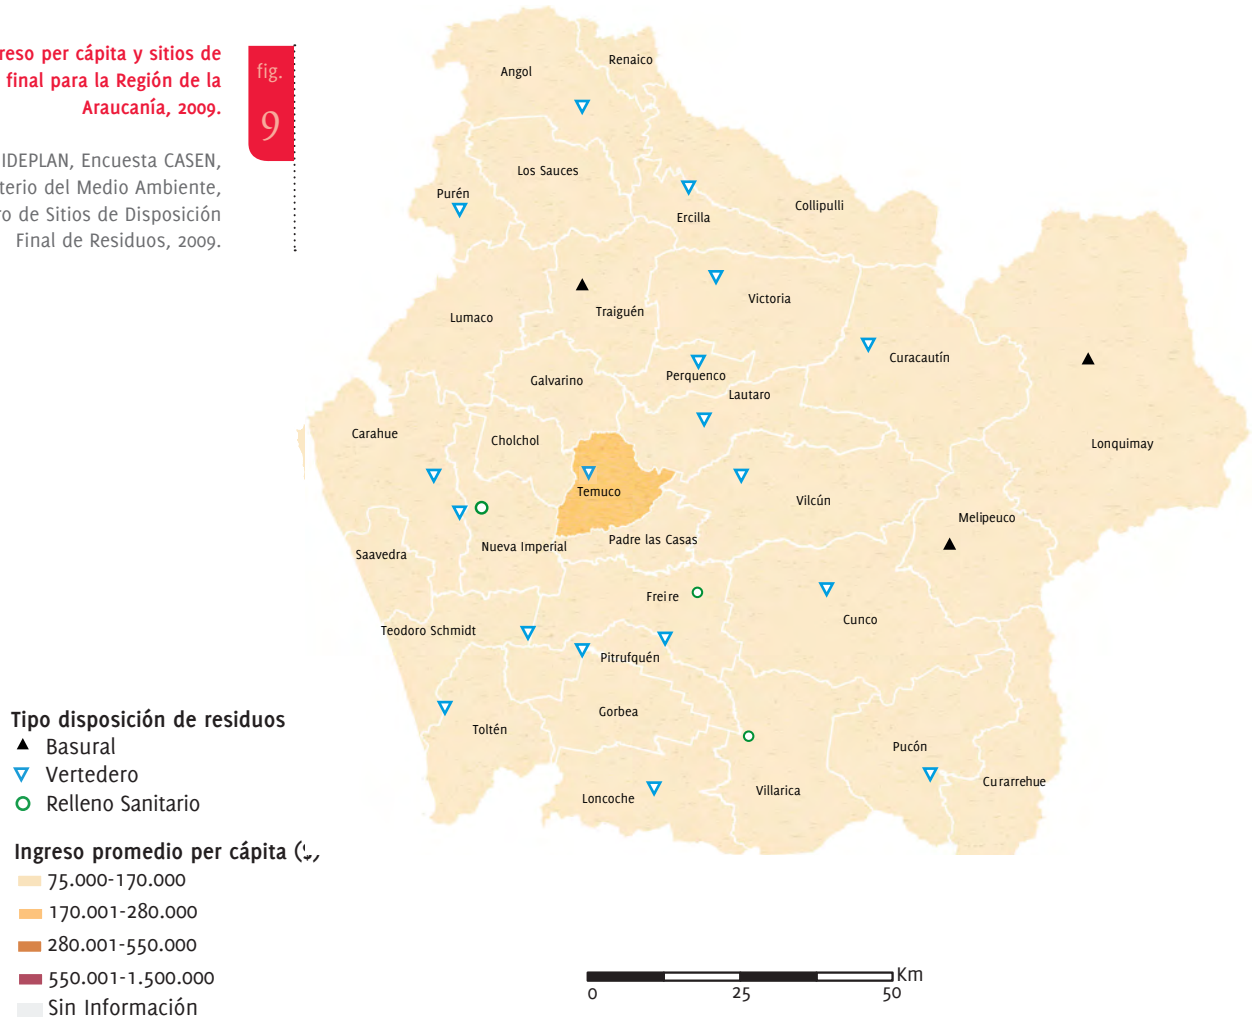 reso per cápita y sitios de
final para la Región de la
Araucanía, 2009.
fig.
9
IDEPLAN, Encuesta CASEN,
terio del Medio Ambiente,
ro de Sitios de Disposición
Final de Residuos, 2009.
Renaico
Angol
Los Sauces
Purén
Collipulli
Ercilla
Victoria
Traiguén
Lumaco
Curacautín
Perquenco
Galvarino
Lautaro
Carahue
Cholchol
Lonquimay
Temuco
Vilcún
Melipeuco
Padre las Casas
Nueva Imperial
Saavedra
Freire
Cunco
Teodoro Schmidt
Pitrufquén
Gorbea
Toltén
Pucón
Curarrehue
Villarica
Loncoche
Tipo disposición de residuos
Basural
Vertedero
Relleno Sanitario
Ingreso promedio per cápita (
75.000-170.000
170.001-280.000
280.001-550.000
550.001-1.500.000
Sin Información
Km
0 25 50